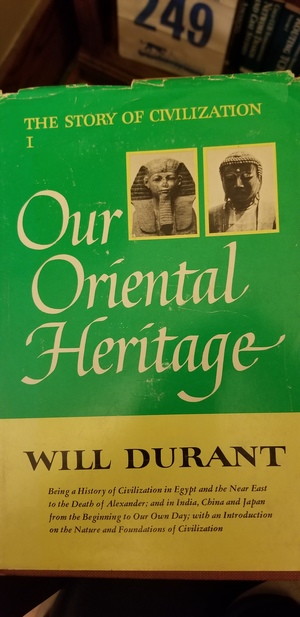 249
THE STORY OF CIVILIZATION
I
Our
Oriental
Heritage
WILL DURANT
Being a History of Civilization in Egypt and the Near East
to the Death of Alexander; and in India, China and Japan
from the Beginning to Our Own Day; with an Introduction
on the Nature and Foundations of Civilization